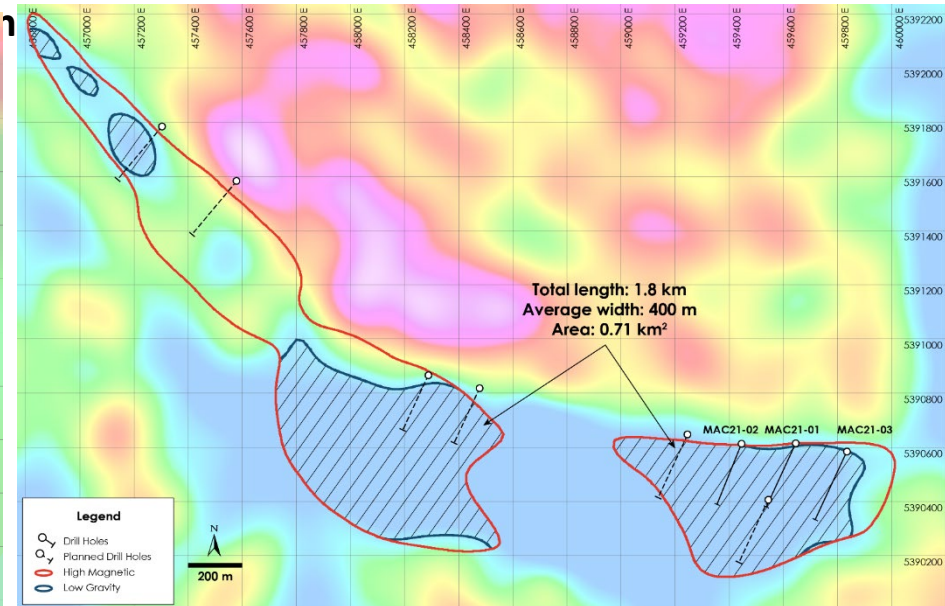 n
457000 E
457200 E
457400 E
457600 E
457800 E
458000 E
458200 E
458400 E
458600 E
459000 E
459200 E
459400 E
459600 E
459800 E
460000 E
5392200
5392000
5391800
5391600
5391400
5391200
5391000
5390800
5390600
5390400
5390200
Total length: 1.8 km
Average width: 400 m
Area: 0.71 km²
MAC21-02
MAC21-01
MAC21-03
Legend
Drill Holes
Planned Drill Holes
High Magnetic
Low Gravity
N
200 m